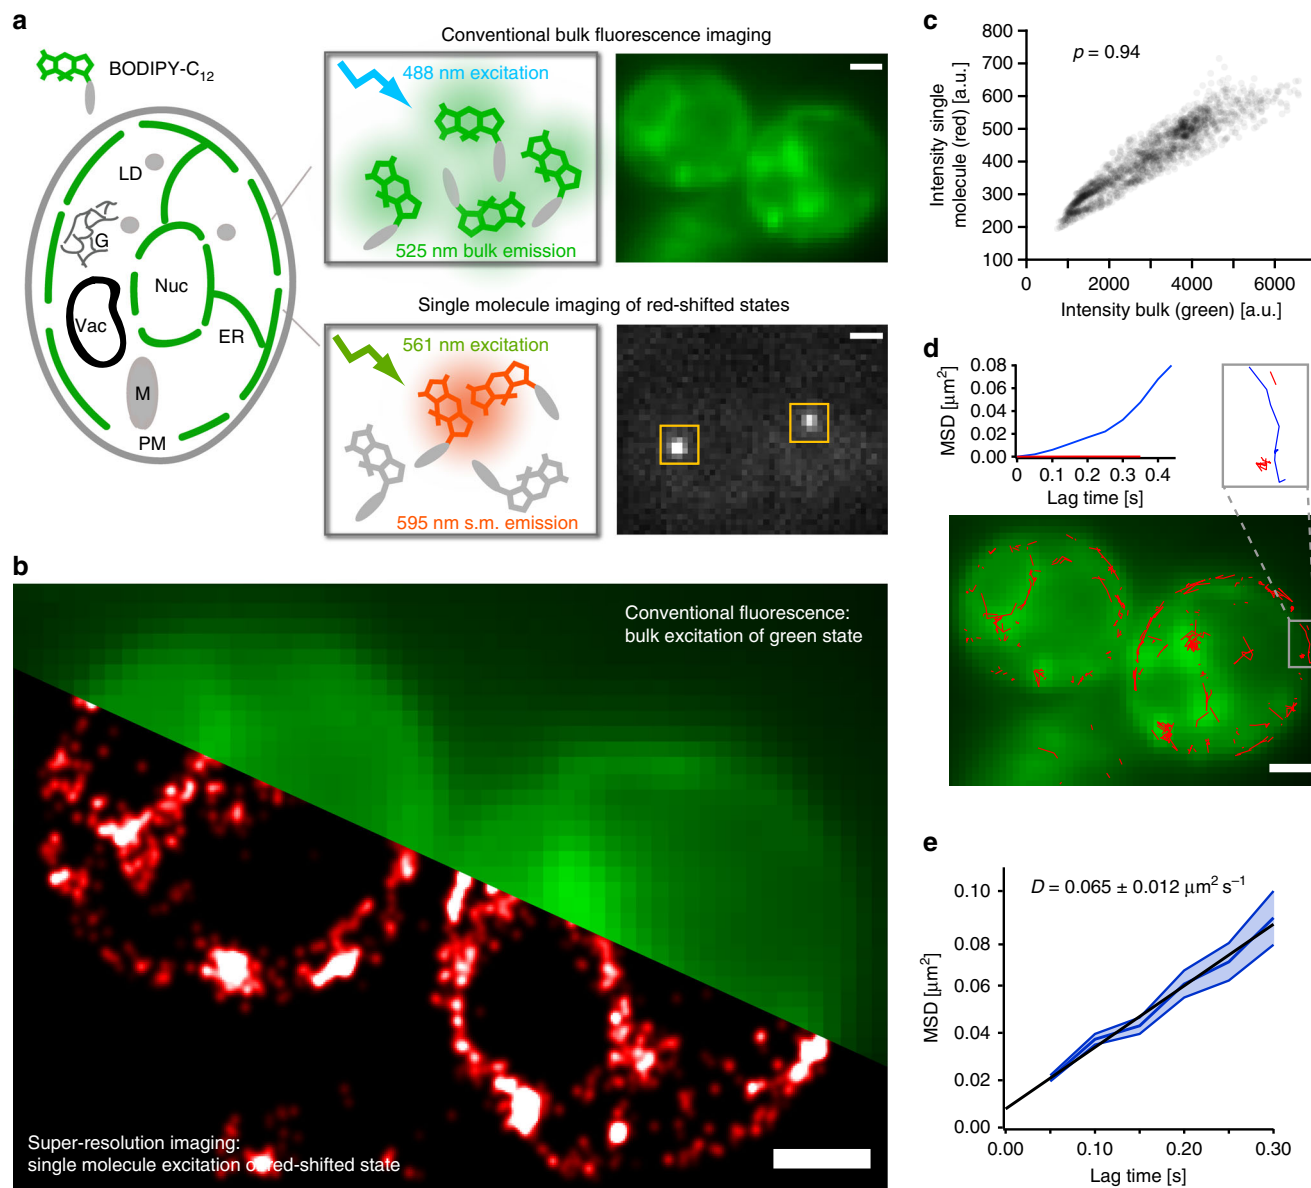 a
BODIPY-C12
LD
G
Nuc
Vac
ER
M
PM
Conventional bulk fluorescence imaging
488 nm excitation
525 nm bulk emission
Single molecule imaging of red-shifted states
561 nm excitation
595 nm s.m. emission
b
Conventional fluorescence:
bulk excitation of green state
Super-resolution imaging:
single molecule excitation of red-shifted state
c
p = 0.94
Intensity single
molecule (red) [a.u.]
800
700
600
500
400
300
200
100
0
2000
4000
6000
Intensity bulk (green) [a.u.]
d
MSD [µm²]
0.08
0.06
0.04
0.02
0.00
0
0.1
0.2
0.3
0.4
Lag time [s]
e
D = 0.065 ± 0.012 µm² s⁻¹
MSD [µm²]
0.10
0.08
0.06
0.04
0.02
0.00
0.00
0.10
0.20
0.30
Lag time [s]